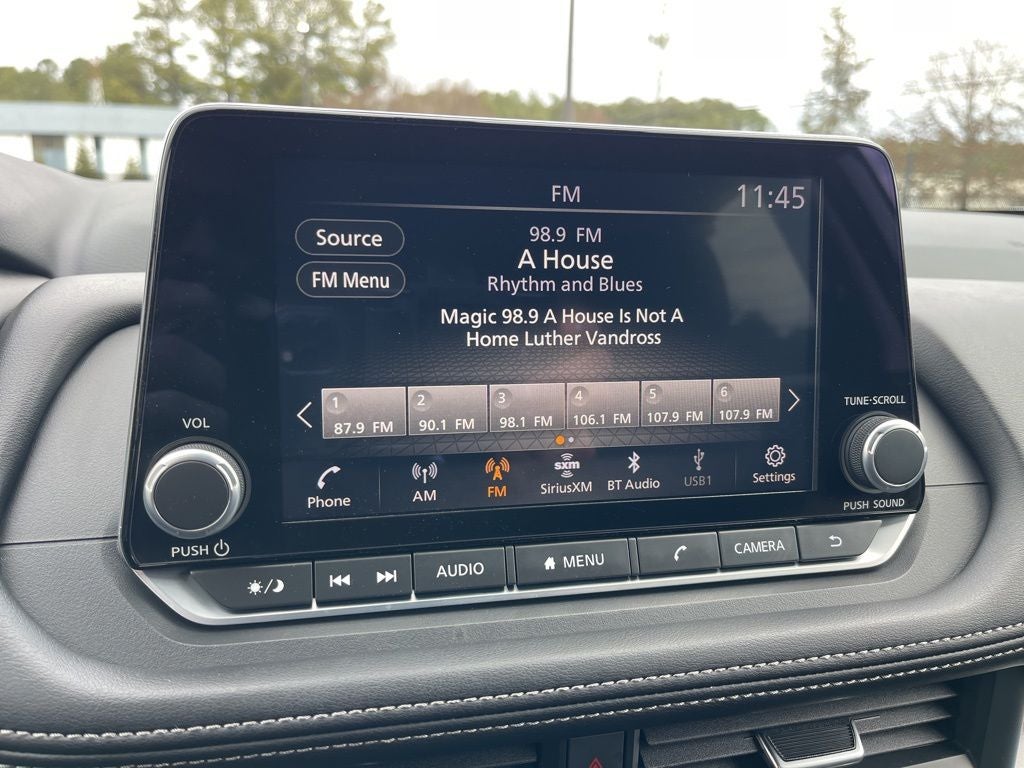 FM
11:45
Source
98.9 FM
A House
FM Menu
Rhythm and Blues
Magic 98.9 A House Is Not A
Home Luther Vandross
1
87.9 FM
2
90.1 FM
3
98.1 FM
4
106.1 FM
5
107.9 FM
6
107.9 FM
Phone
AM
FM
sxm
SiriusXM
BT Audio
USB1
Settings
VOL
PUSH
TUNE•SCROLL
PUSH SOUND
AUDIO
MENU
CAMERA